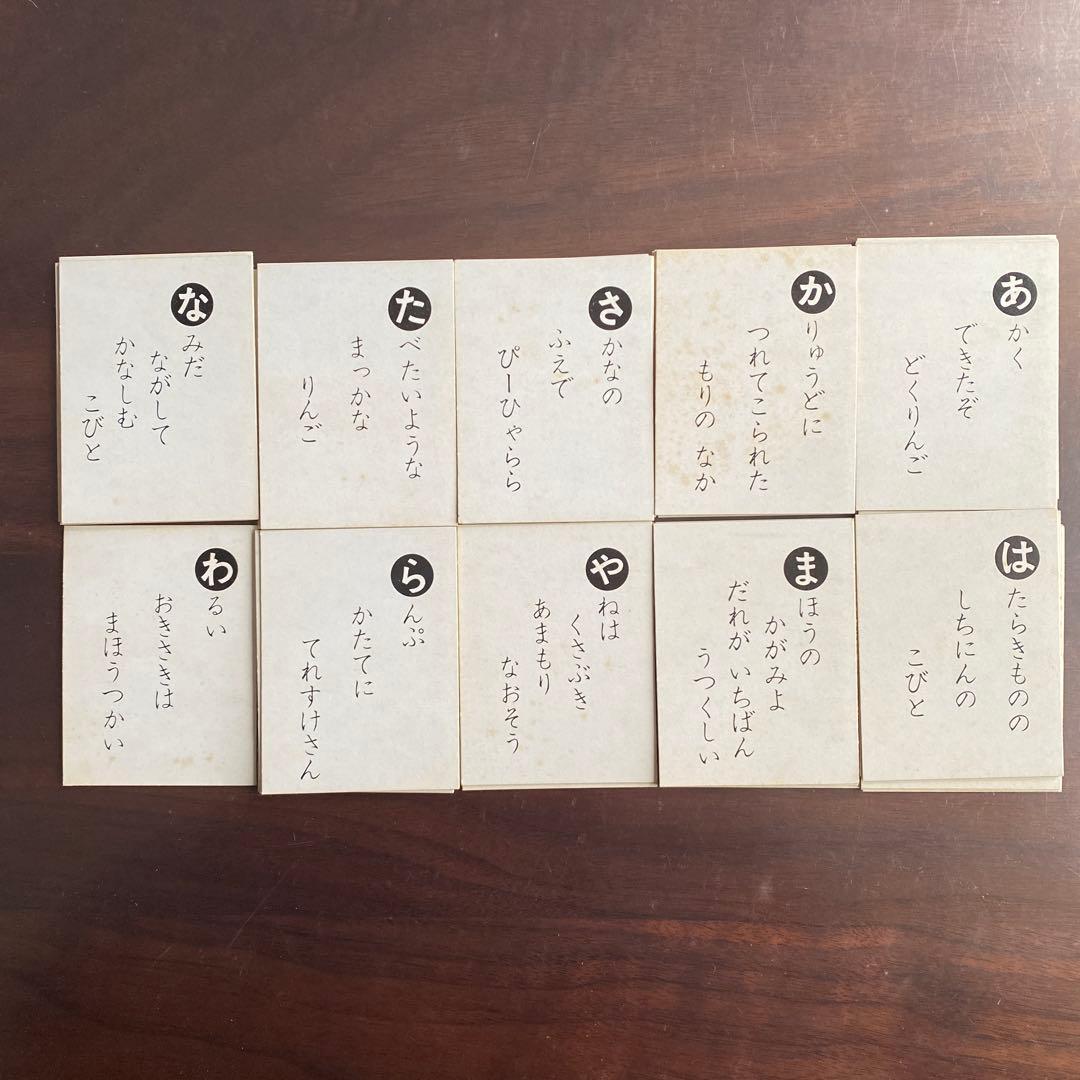 あかく
できたぞ
どくりんご
かりゅうどに
つれてこられた
もりの なか
さかなの
ふえで
ぴーひゃらら
たべたいような
まっかな
りんご
なみだ
ながして
かなしむ
こびと
はたらきものの
しちにんの
こびと
まほうの
かがみよ
だれが いちばん
うつくしい
やねは
くさぶき
あまもり
なおそう
らんぷ
かたてに
てれすけさん
わるい
おきさきは
まほうつかい